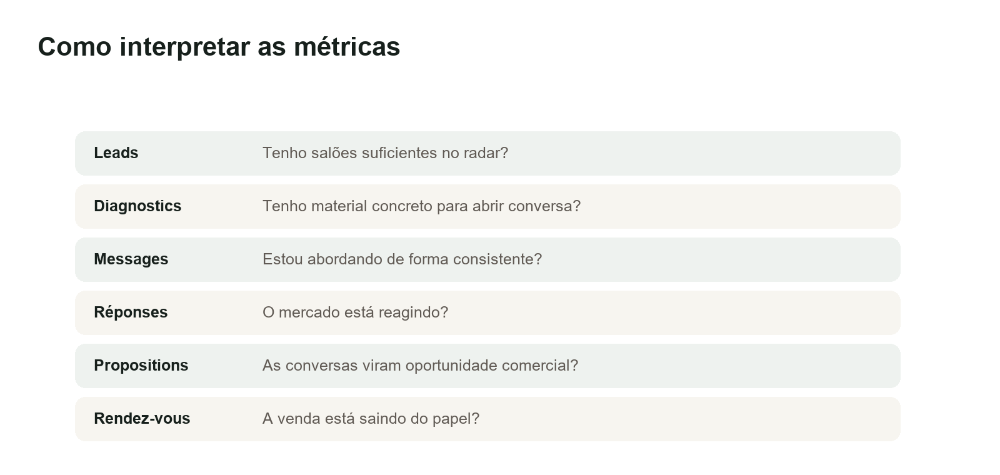 Como interpretar as métricas
Leads Tenho salões suficientes no radar?
Diagnostics Tenho material concreto para abrir conversa?
Messages Estou abordando de forma consistente?
Réponses O mercado está reagindo?
Propositions As conversas viram oportunidade comercial?
Rendez-vous A venda está saindo do papel?